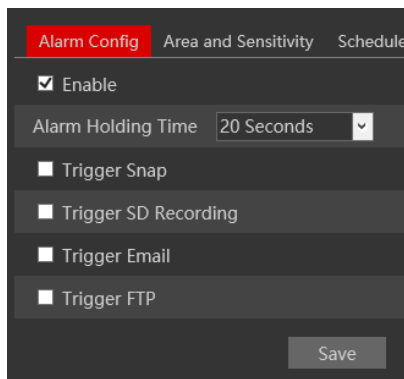 Alarm Config Area and Sensitivity Schedule
Enable
Alarm Holding Time 20 Seconds
Trigger Snap
Trigger SD Recording
Trigger Email
Trigger FTP
Save